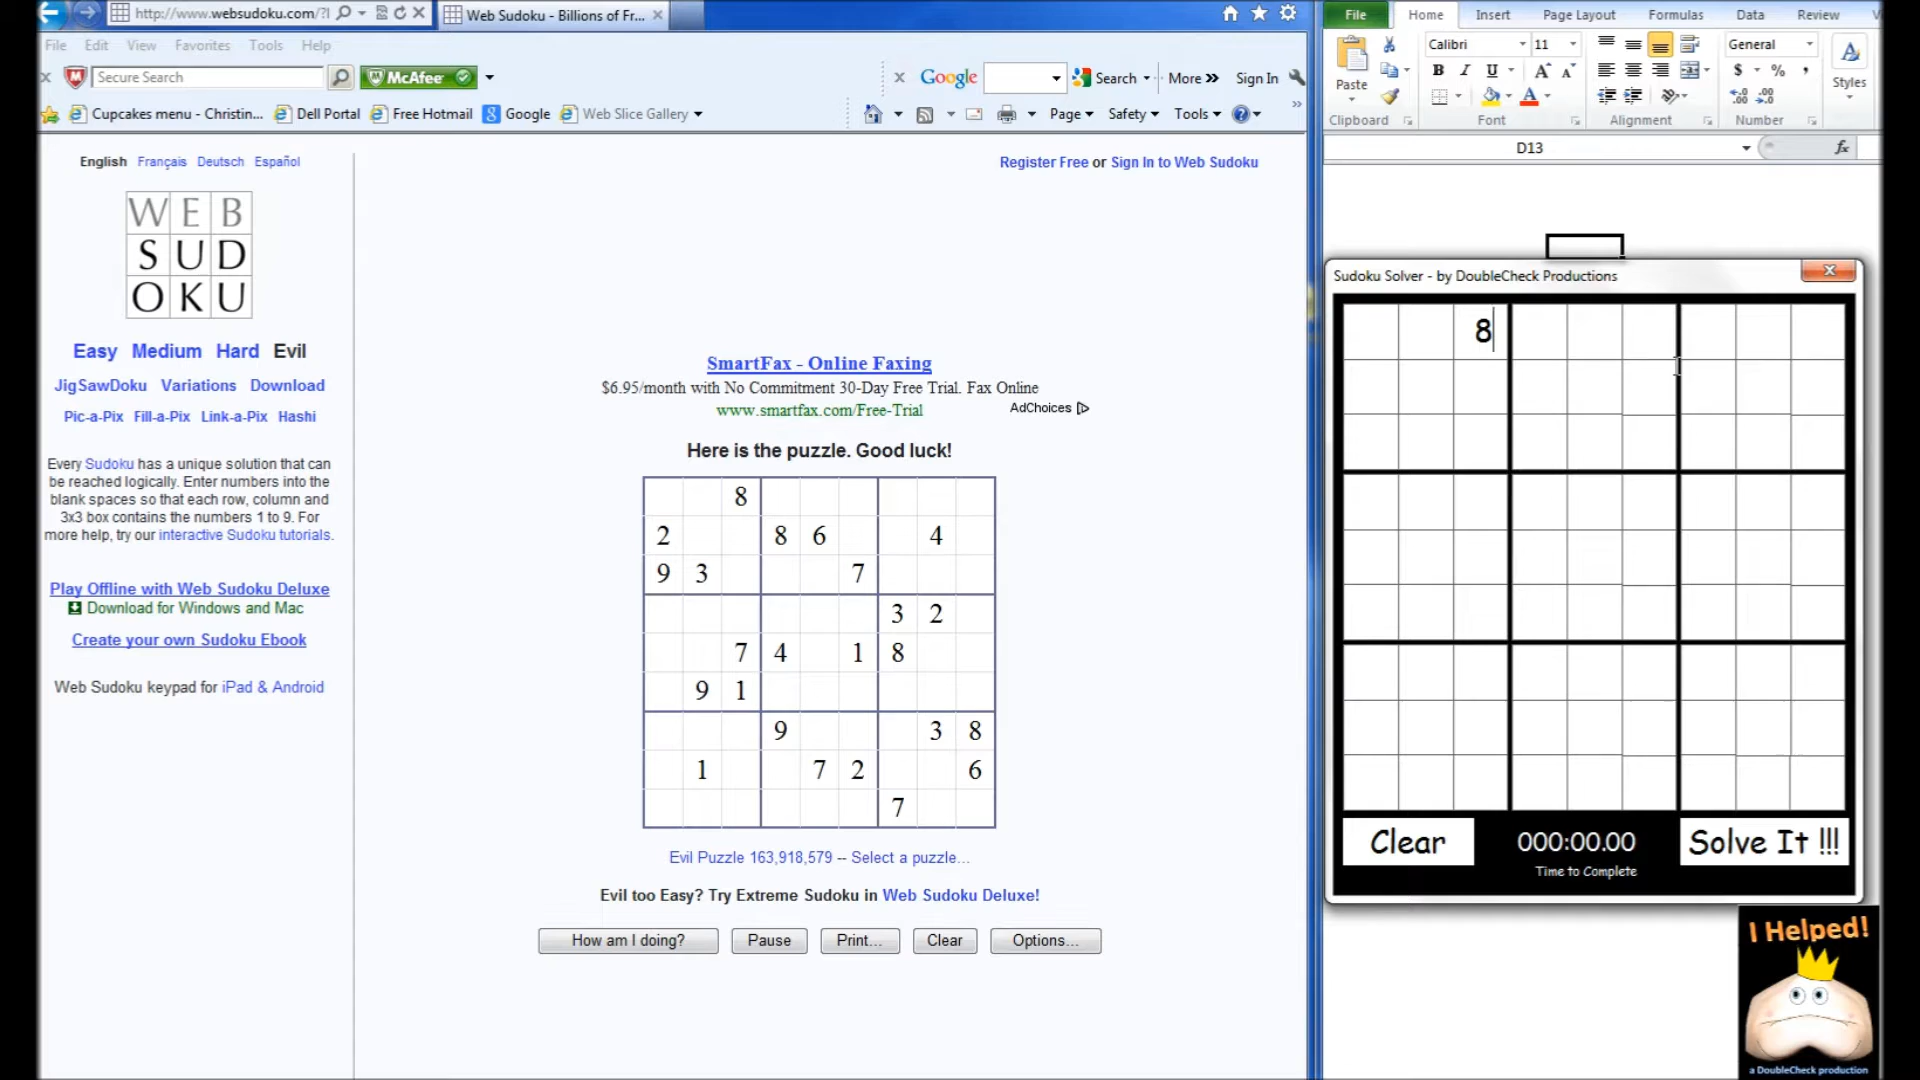 http://www.websudoku.com/?l
Web Sudoku - Billions of Fr...
File Edit View Favorites Tools Help
Secure Search McAfee
Google Search More » Sign In
Cupcakes menu - Christin... Dell Portal Free Hotmail Google Web Slice Gallery
Page Safety Tools
English Français Deutsch Español
Register Free or Sign In to Web Sudoku
WEB
SUD
OKU
Easy Medium Hard Evil
JigSawDoku Variations Download
Pic-a-Pix Fill-a-Pix Link-a-Pix Hashi
Every Sudoku has a unique solution that can
be reached logically. Enter numbers into the
blank spaces so that each row, column and
3x3 box contains the numbers 1 to 9. For
more help, try our interactive Sudoku tutorials.
Play Offline with Web Sudoku Deluxe
Download for Windows and Mac
Create your own Sudoku Ebook
Web Sudoku keypad for iPad & Android
SmartFax - Online Faxing
$6.95/month with No Commitment 30-Day Free Trial. Fax Online
www.smartfax.com/Free-Trial
AdChoices
Here is the puzzle. Good luck!
8
2 8 6 4
9 3 7
3 2
7 4 1 8
9 1
9 3 8
1 7 2 6
7
Evil Puzzle 163,918,579 -- Select a puzzle...
Evil too Easy? Try Extreme Sudoku in Web Sudoku Deluxe!
How am I doing? Pause Print... Clear Options...
File Home Insert Page Layout Formulas Data Review
Calibri 11 General
B I U A A $ % ,
Paste Styles
Clipboard Font Alignment Number
D13 fx
Sudoku Solver - by DoubleCheck Productions
8
Clear 000:00.00 Solve It !!!
Time to Complete
I Helped!
a DoubleCheck production